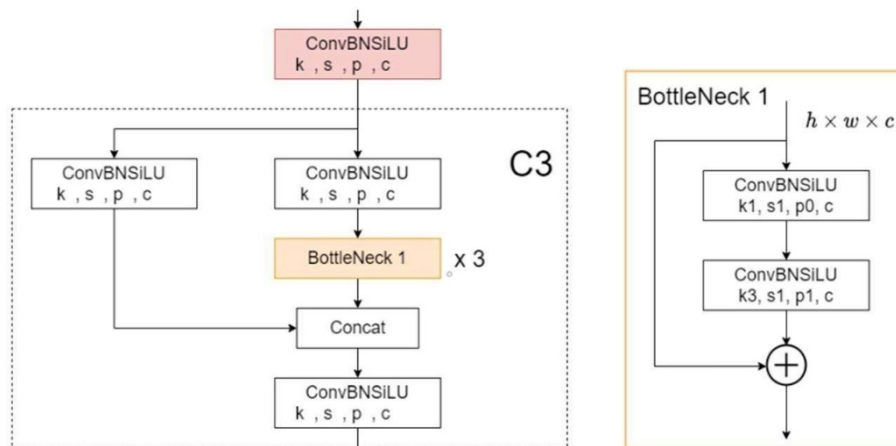 ConvBNSiLU
k , s , p , c
ConvBNSiLU
k , s , p , c
ConvBNSiLU
k , s , p , c
C3
BottleNeck 1
x 3
Concat
ConvBNSiLU
k , s , p , c
BottleNeck 1
h × w × c
ConvBNSiLU
k1, s1, p0, c
ConvBNSiLU
k3, s1, p1, c
+